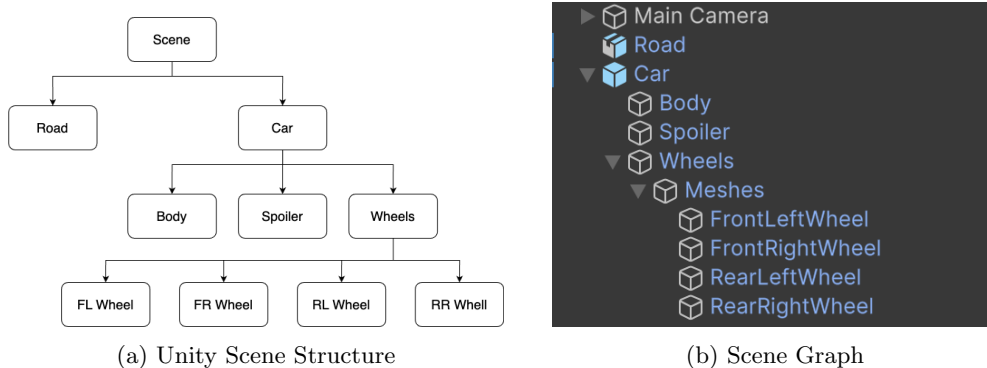 Scene
Road
Car
Body
Spoiler
Wheels
FL Wheel
FR Wheel
RL Wheel
RR Whell
(a) Unity Scene Structure
Main Camera
Road
Car
Body
Spoiler
Wheels
Meshes
FrontLeftWheel
FrontRightWheel
RearLeftWheel
RearRightWheel
(b) Scene Graph